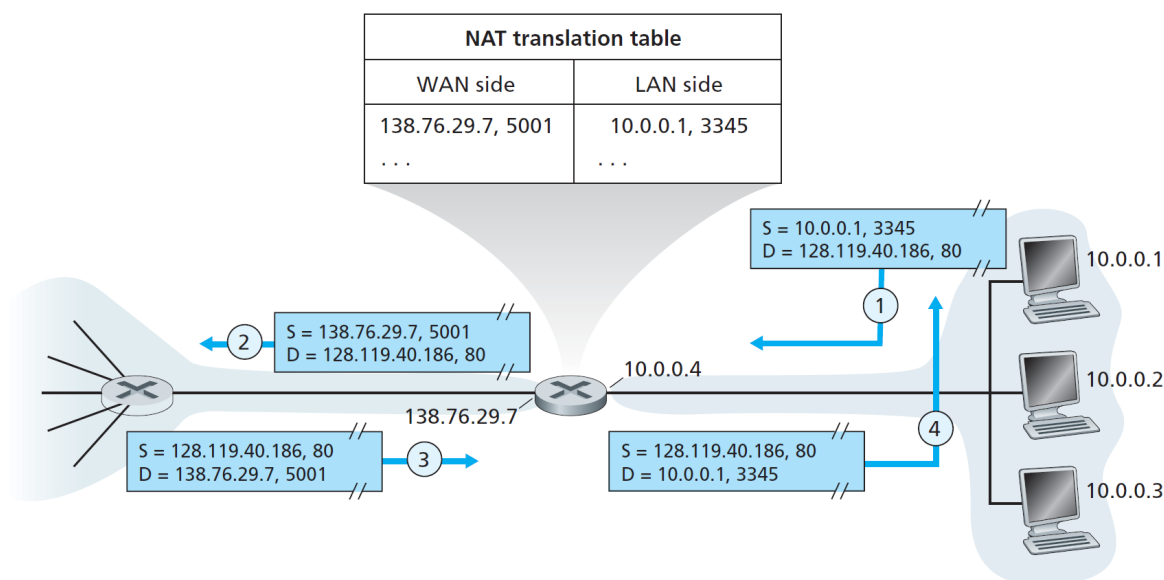 NAT translation table
WAN side
LAN side
138.76.29.7, 5001
10.0.0.1, 3345
. . .
. . .
S = 10.0.0.1, 3345
D = 128.119.40.186, 80
10.0.0.1
1
2
S = 138.76.29.7, 5001
D = 128.119.40.186, 80
10.0.0.4
10.0.0.2
138.76.29.7
S = 128.119.40.186, 80
D = 138.76.29.7, 5001
3
S = 128.119.40.186, 80
D = 10.0.0.1, 3345
4
10.0.0.3